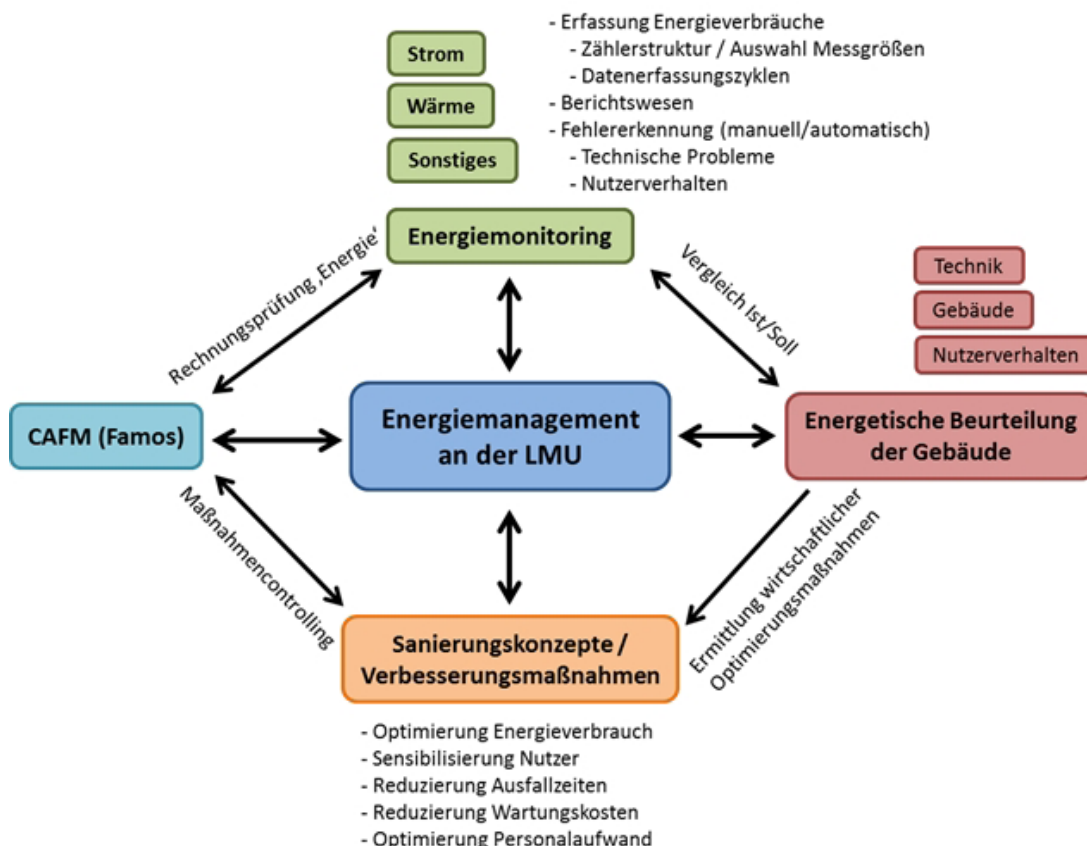 Strom
Wärme
Sonstiges
- Erfassung Energieverbräuche
- Zählerstruktur / Auswahl Messgrößen
- Datenerfassungszyklen
- Berichtswesen
- Fehlererkennung (manuell/automatisch)
- Technische Probleme
- Nutzerverhalten
Energiemonitoring
Rechnungsprüfung ‚Energie‘
Vergleich Ist/Soll
Technik
Gebäude
Nutzerverhalten
CAFM (Famos)
Energiemanagement
an der LMU
Energetische Beurteilung
der Gebäude
Maßnahmencontrolling
Ermittlung wirtschaftlicher
Optimierungsmaßnahmen
Sanierungskonzepte /
Verbesserungsmaßnahmen
- Optimierung Energieverbrauch
- Sensibilisierung Nutzer
- Reduzierung Ausfallzeiten
- Reduzierung Wartungskosten
- Optimierung Personalaufwand